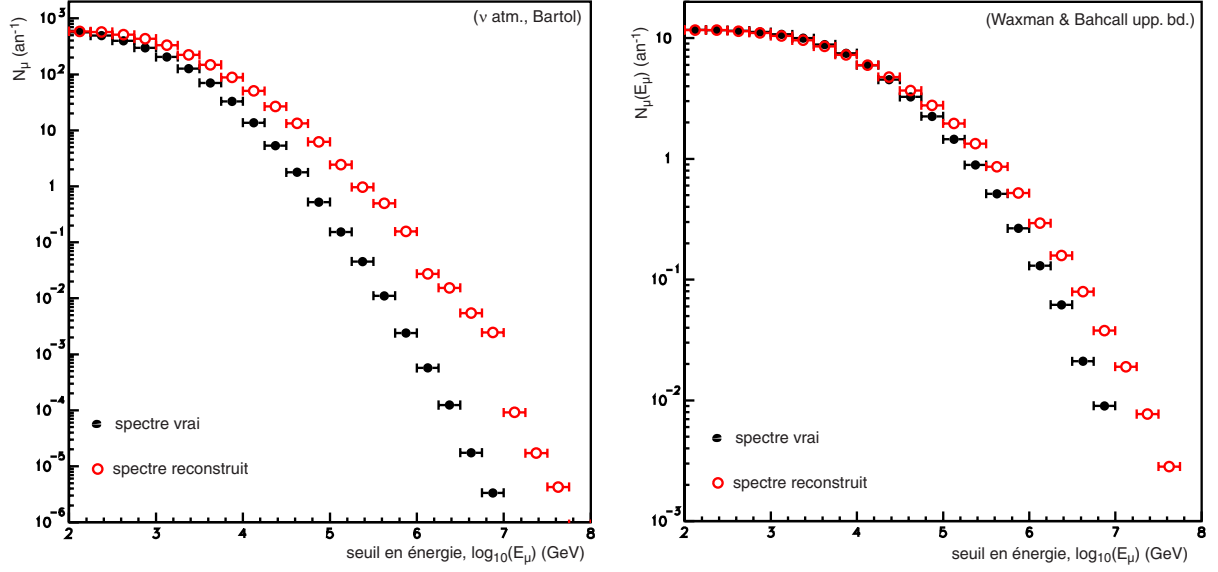 (ν atm., Bartol)
N_μ (an⁻¹)
10³
10²
10
1
10⁻¹
10⁻²
10⁻³
10⁻⁴
10⁻⁵
10⁻⁶
spectre vrai
spectre reconstruit
2 3 4 5 6 7 8
seuil en énergie, log₁₀(E_μ) (GeV)
(Waxman & Bahcall upp. bd.)
N_μ(E_μ) (an⁻¹)
10
1
10⁻¹
10⁻²
10⁻³
spectre vrai
spectre reconstruit
2 3 4 5 6 7 8
seuil en énergie, log₁₀(E_μ) (GeV)